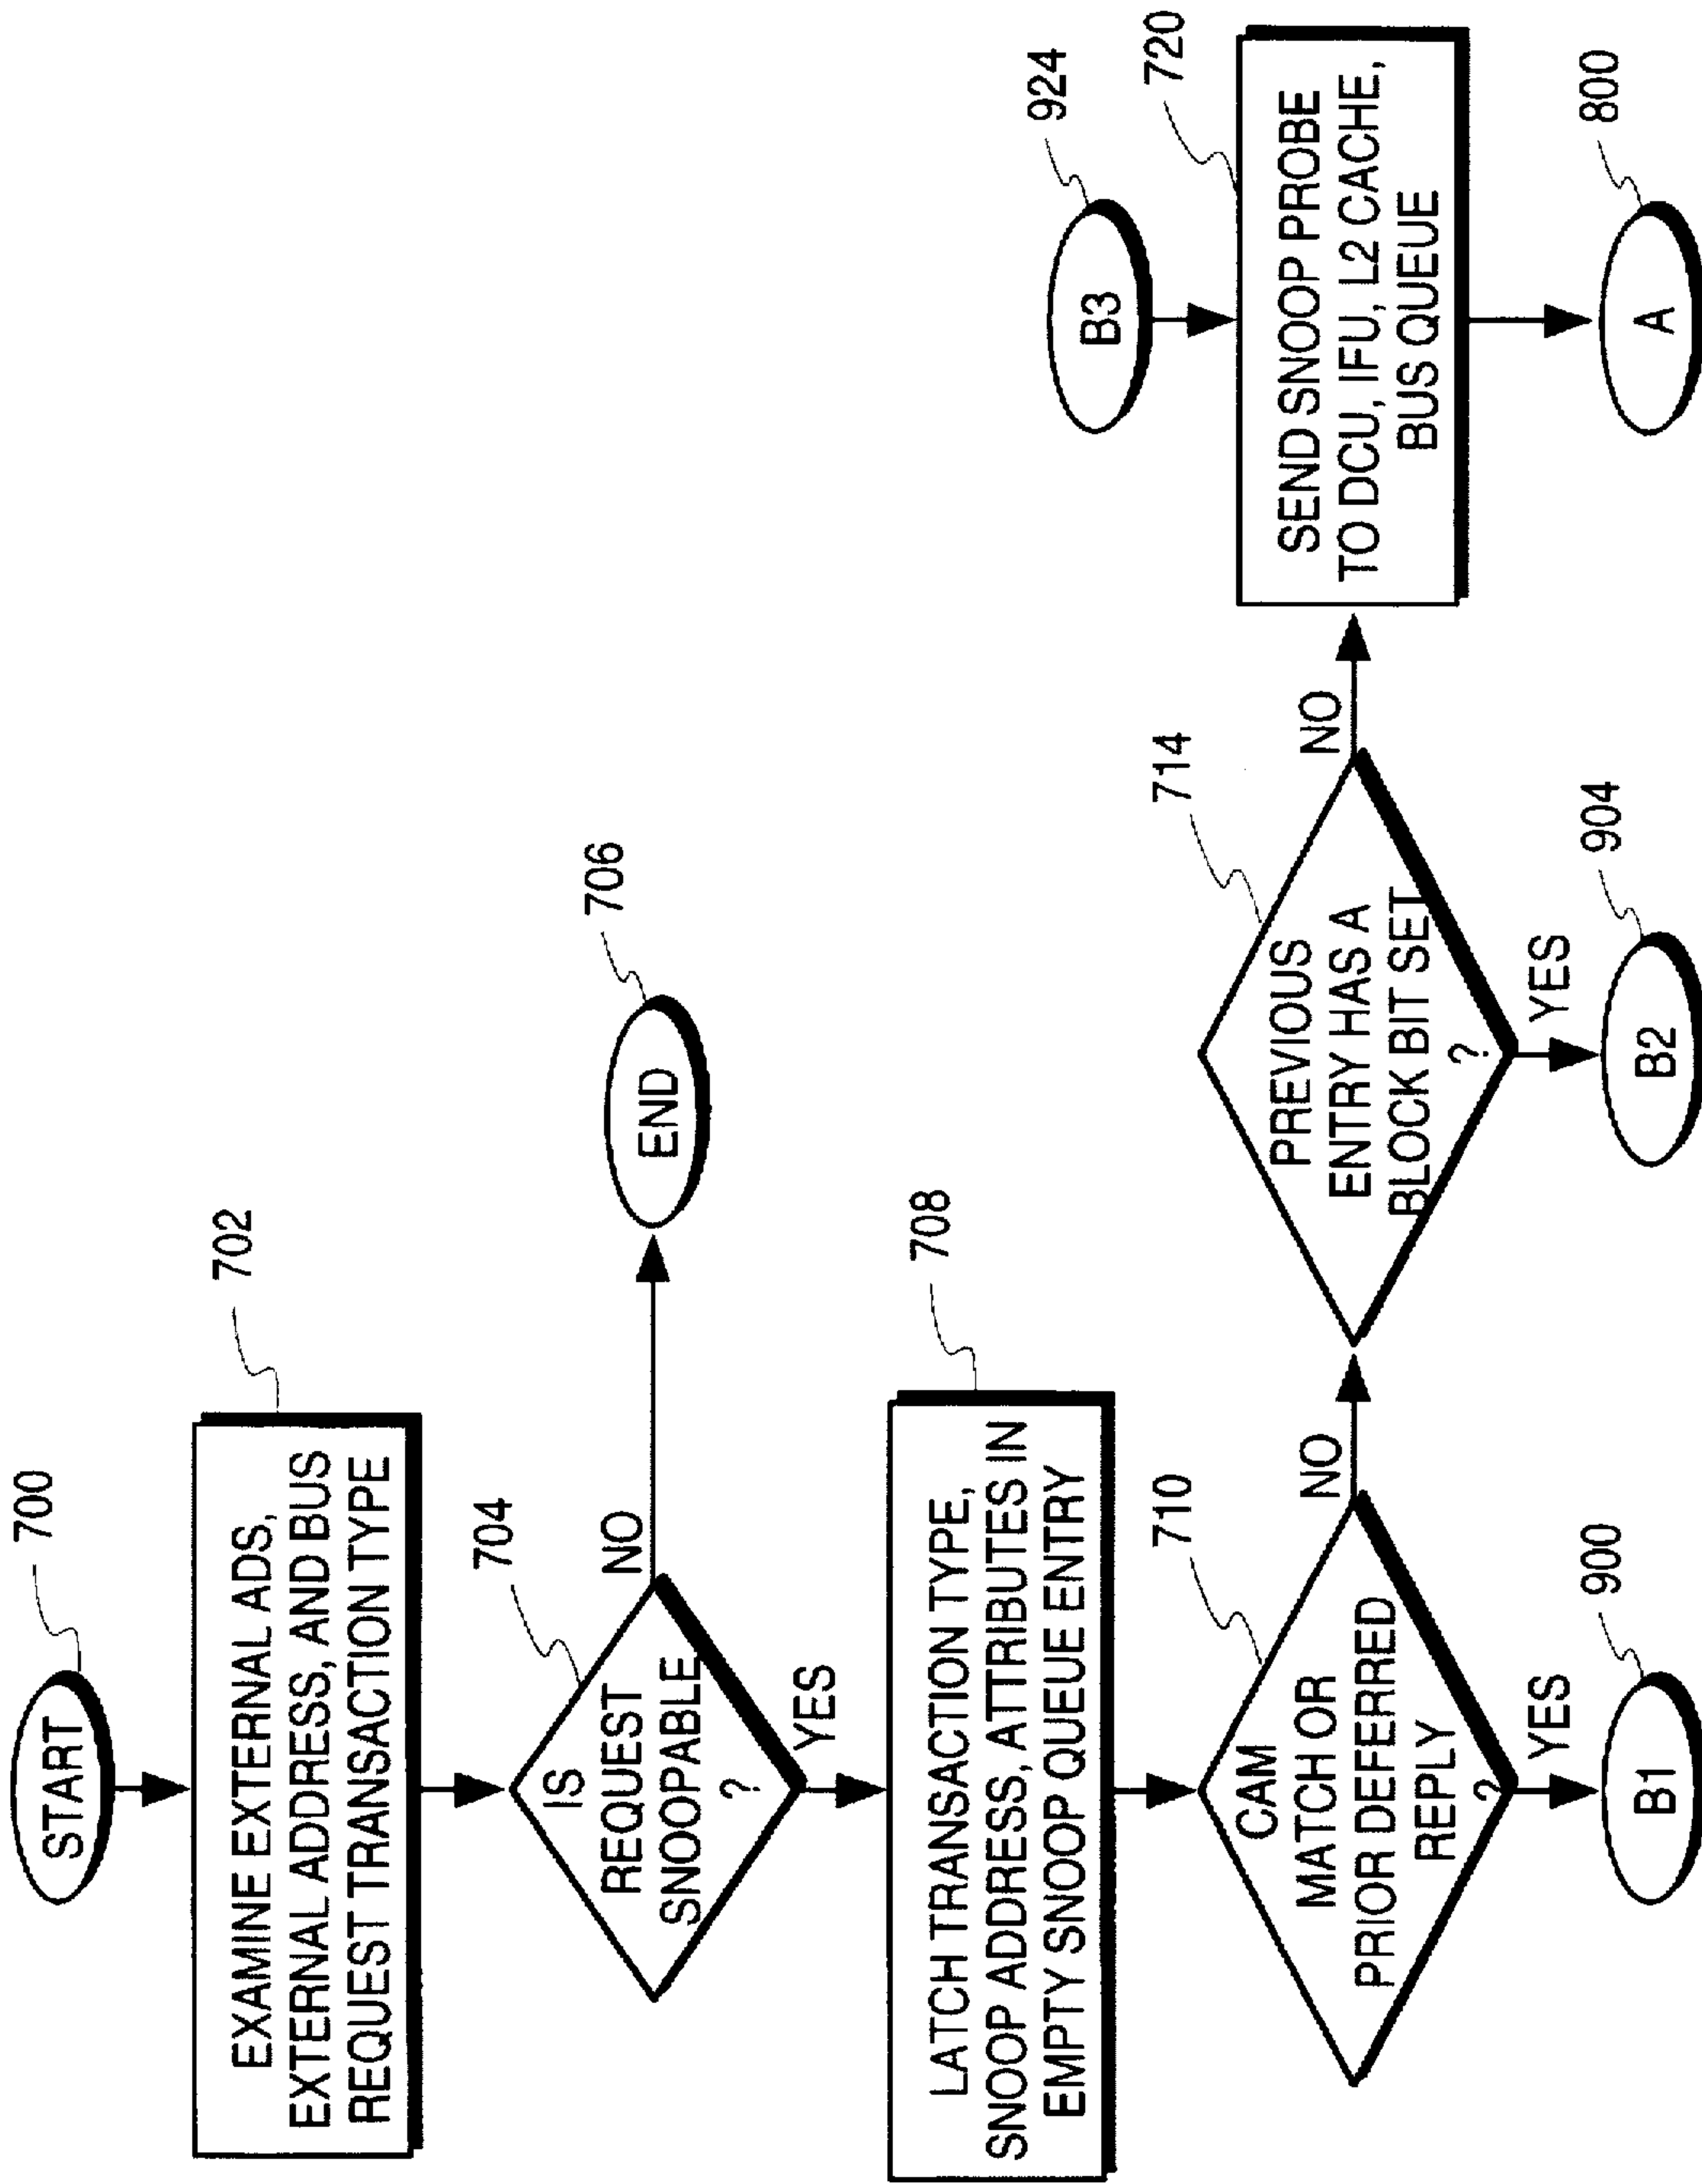 START
700
EXAMINE EXTERNAL ADS,
EXTERNAL ADDRESS, AND BUS
REQUEST TRANSACTION TYPE
702
IS
REQUEST
SNOOPABLE
?
704
NO
END
706
YES
LATCH TRANSACTION TYPE,
SNOOP ADDRESS, ATTRIBUTES IN
EMPTY SNOOP QUEUE ENTRY
708
CAM
MATCH OR
PRIOR DEFERRED
REPLY
?
710
YES
B1
900
NO
PREVIOUS
ENTRY HAS A
BLOCK BIT SET
?
714
YES
B2
904
NO
B3
924
SEND SNOOP PROBE
TO DCU, IFU, L2 CACHE,
BUS QUEUE
720
A
800